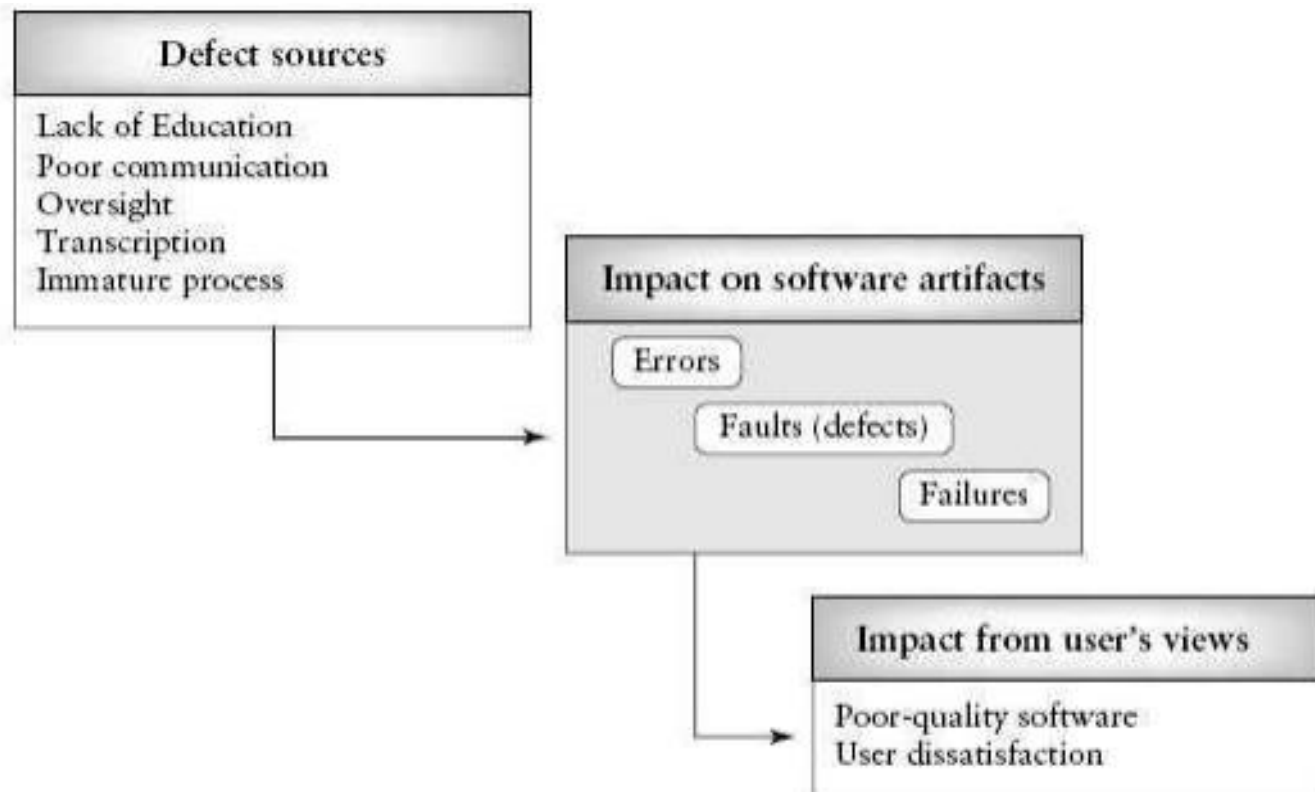 Defect sources
Lack of Education
Poor communication
Oversight
Transcription
Immature process
Impact on software artifacts
Errors
Faults (defects)
Failures
Impact from user's views
Poor-quality software
User dissatisfaction